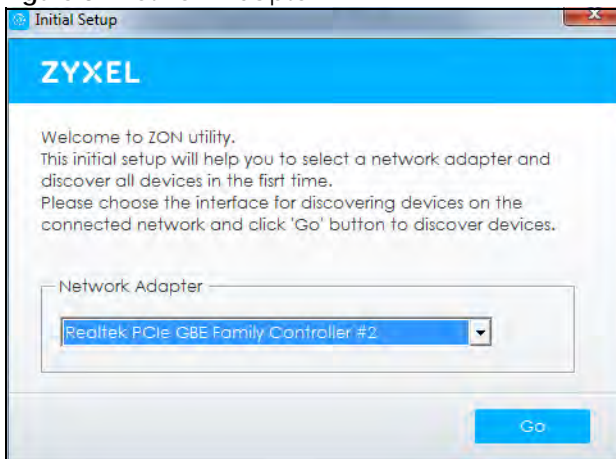 Initial Setup
ZYXEL
Welcome to ZON utility.
This initial setup will help you to select a network adapter and
discover all devices in the fisrt time.
Please choose the interface for discovering devices on the
connected network and click 'Go' button to discover devices.
Network Adapter
Realtek PCIe GBE Family Controller #2
Go